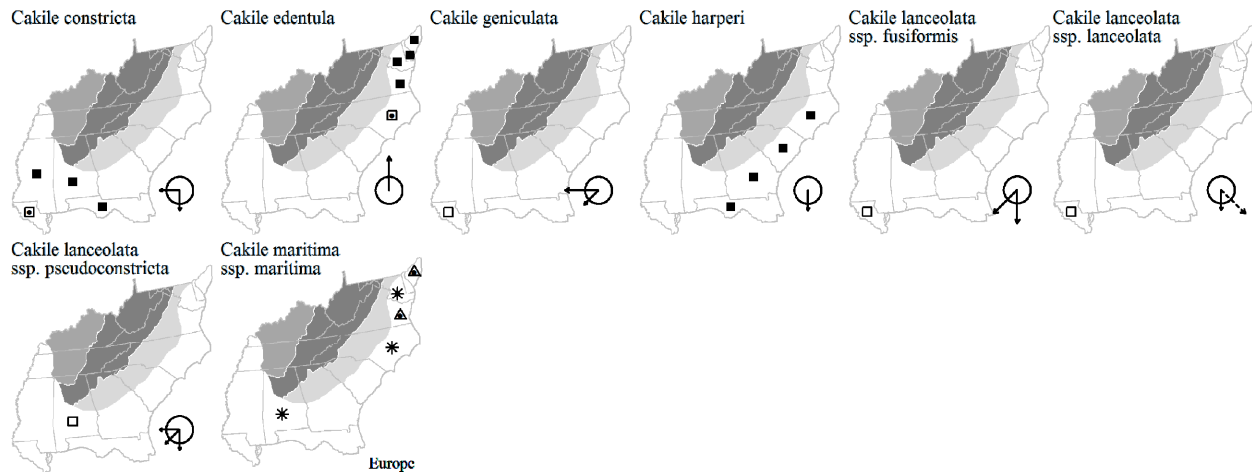 Cakile constricta
Cakile edentula
Cakile geniculata
Cakile harperi
Cakile lanceolata
ssp. fusiformis
Cakile lanceolata
ssp. lanceolata
Cakile lanceolata
ssp. pseudoconstricta
Cakile maritima
ssp. maritima
Europe